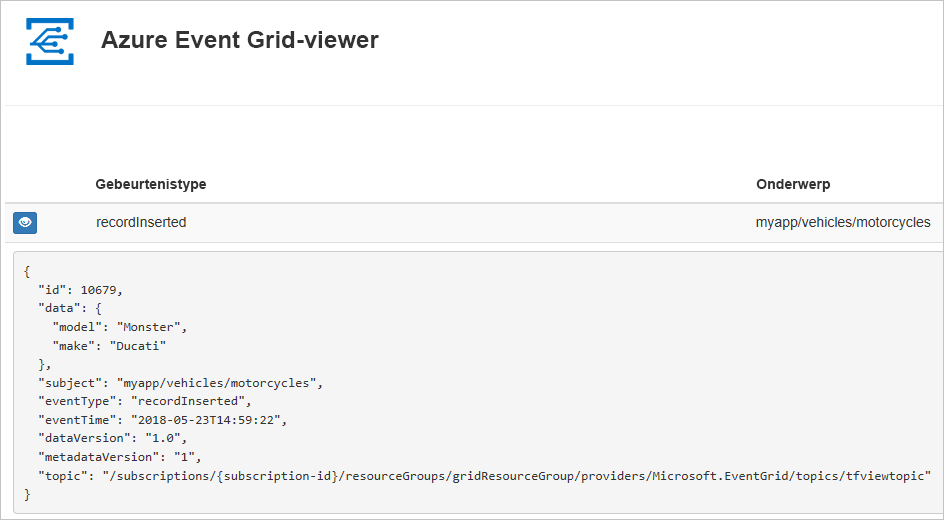 Azure Event Grid-viewer
Gebeurtenistype Onderwerp
recordInserted myapp/vehicles/motorcycles
{
  "id": 10679,
  "data": {
    "model": "Monster",
    "make": "Ducati"
  },
  "subject": "myapp/vehicles/motorcycles",
  "eventType": "recordInserted",
  "eventTime": "2018-05-23T14:59:22",
  "dataVersion": "1.0",
  "metadataVersion": "1",
  "topic": "/subscriptions/{subscription-id}/resourceGroups/gridResourceGroup/providers/Microsoft.EventGrid/topics/tfviewtopic"
}